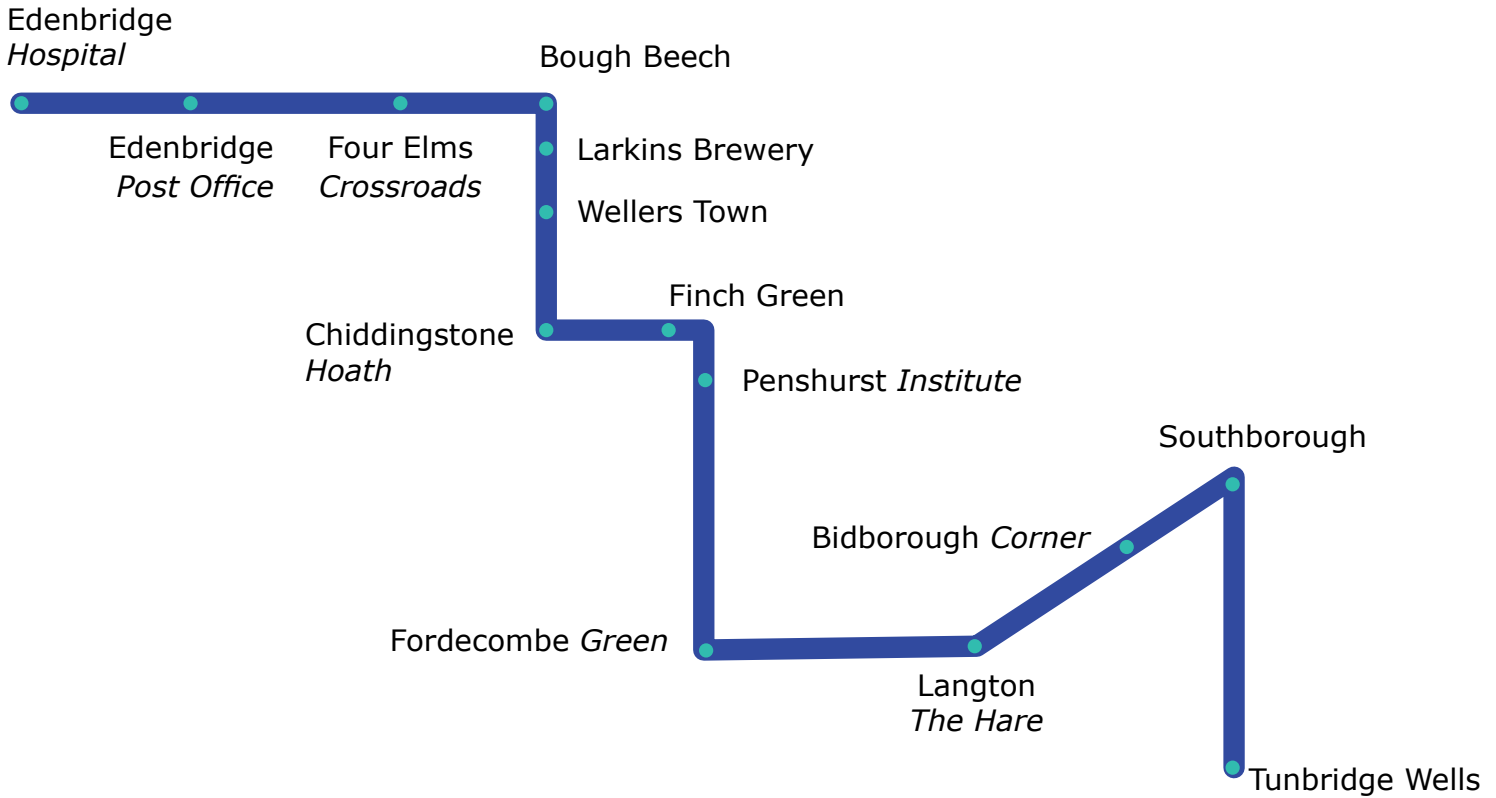 Edenbridge
Hospital
Bough Beech
Edenbridge
Post Office
Four Elms
Crossroads
Larkins Brewery
Wellers Town
Finch Green
Chiddingstone
Hoath
Penshurst Institute
Southborough
Bidborough Corner
Fordecombe Green
Langton
The Hare
Tunbridge Wells